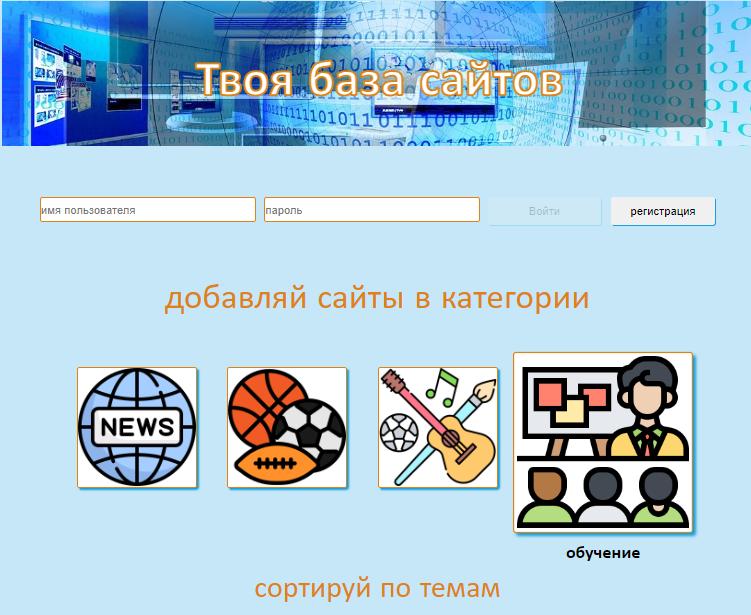 Твоя база сайтов
имя пользователя пароль Войти регистрация
добавляй сайты в категории
NEWS
обучение
сортируй по темам